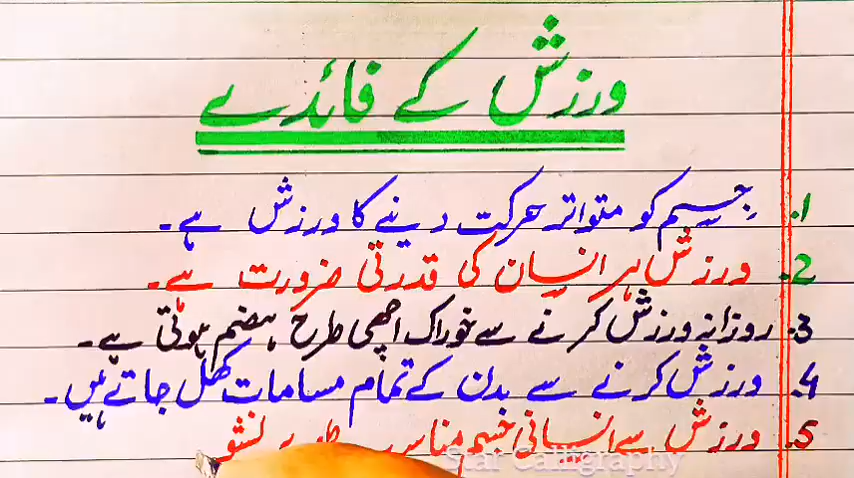 ورزش کے فائدے
1. جسم کو متواتر حرکت دینے کا ورزش ہے۔
2. ورزش ہر انسان کی قدرتی ضرورت ہے۔
3. روزانہ ورزش کرنے سے خوراک اچھی طرح ہضم ہوتی ہے۔
4. ورزش کرنے سے بدن کے تمام مسامات کھل جاتے ہیں۔
5. ورزش سے انسانی جسم مناسب
Star Calligraphy